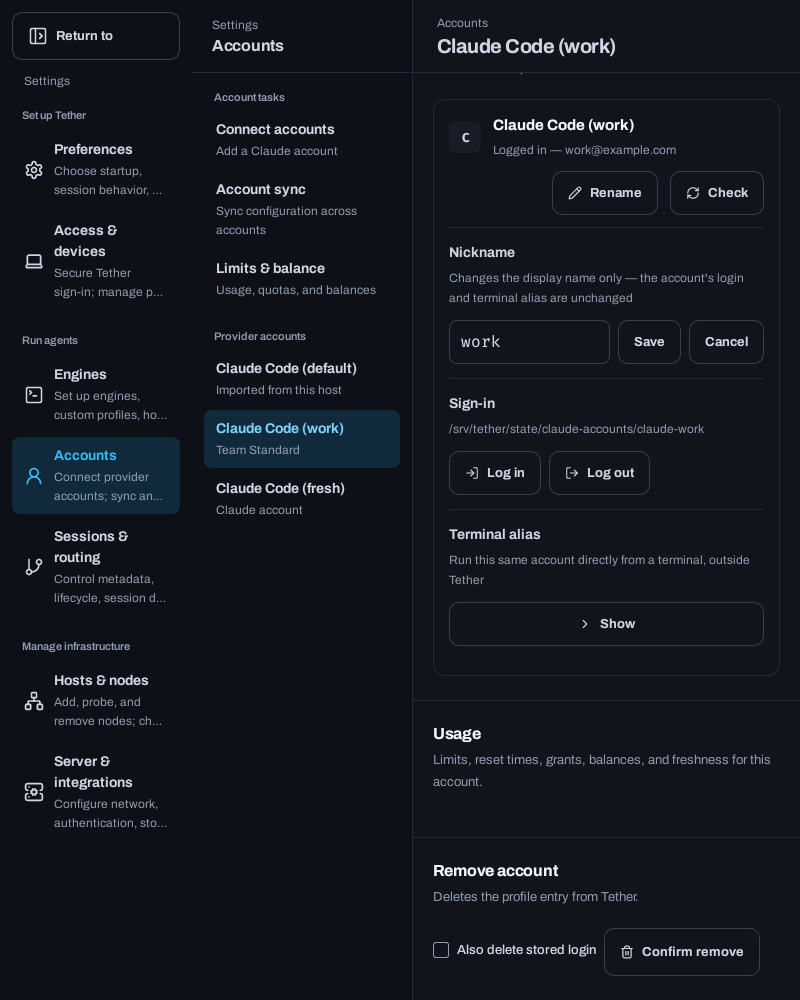 Return to
Settings
Set up Tether
Preferences
Choose startup,
session behavior, ...
Access &
devices
Secure Tether
sign-in; manage p...
Run agents
Engines
Set up engines,
custom profiles, ho...
Accounts
Connect provider
accounts; sync an...
Sessions &
routing
Control metadata,
lifecycle, session d...
Manage infrastructure
Hosts & nodes
Add, probe, and
remove nodes; ch...
Server &
integrations
Configure network,
authentication, sto...
Settings
Accounts
Account tasks
Connect accounts
Add a Claude account
Account sync
Sync configuration across
accounts
Limits & balance
Usage, quotas, and balances
Provider accounts
Claude Code (default)
Imported from this host
Claude Code (work)
Team Standard
Claude Code (fresh)
Claude account
Accounts
Claude Code (work)
C
Claude Code (work)
Logged in — work@example.com
Rename
Check
Nickname
Changes the display name only — the account's login
and terminal alias are unchanged
work
Save
Cancel
Sign-in
/srv/tether/state/claude-accounts/claude-work
Log in
Log out
Terminal alias
Run this same account directly from a terminal, outside
Tether
Show
Usage
Limits, reset times, grants, balances, and freshness for this
account.
Remove account
Deletes the profile entry from Tether.
Also delete stored login
Confirm remove